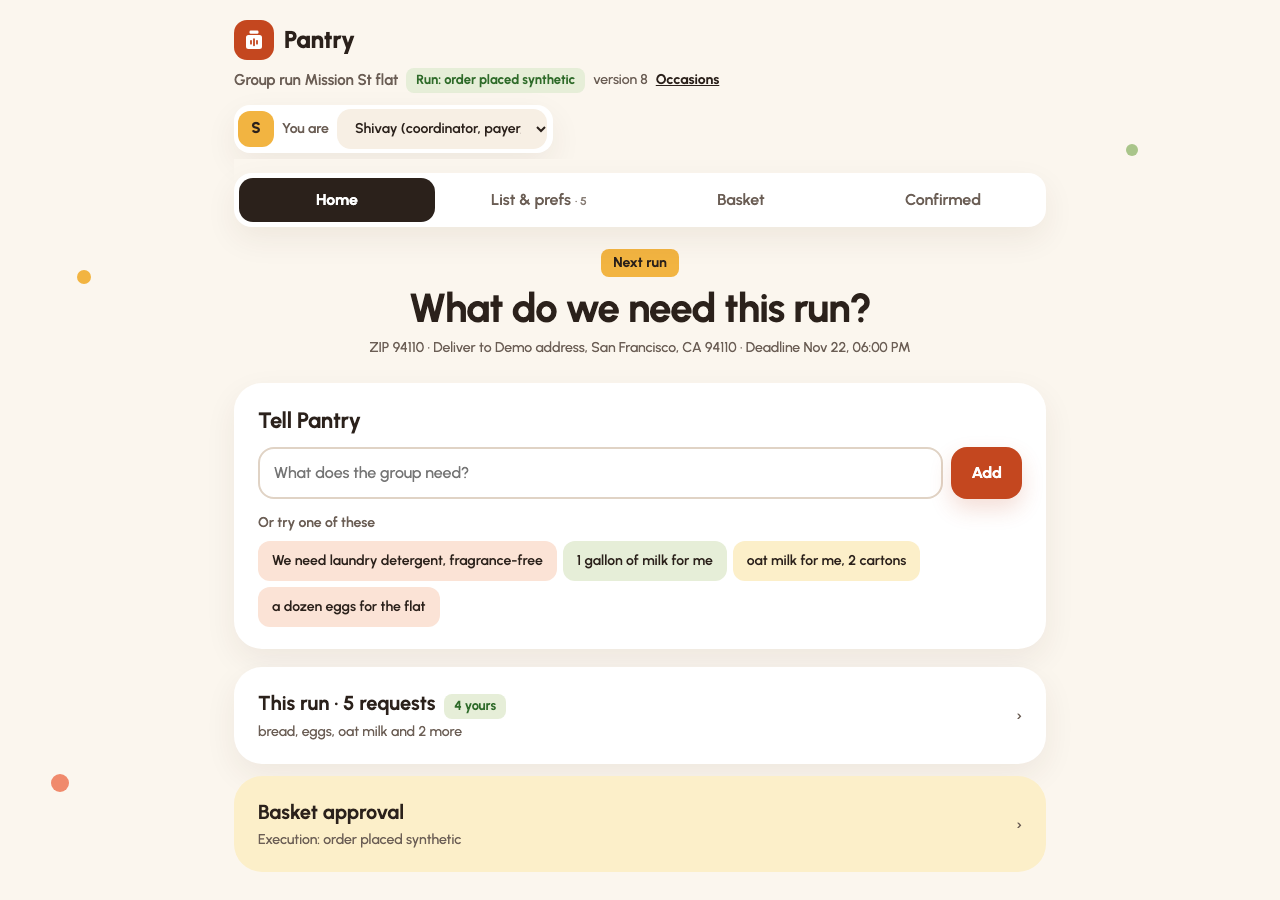 Pantry
Group run Mission St flat Run: order placed synthetic version 8 Occasions
S You are Shivay (coordinator, payer
Home List & prefs · 5 Basket Confirmed
Next run
What do we need this run?
ZIP 94110 · Deliver to Demo address, San Francisco, CA 94110 · Deadline Nov 22, 06:00 PM
Tell Pantry
What does the group need? Add
Or try one of these
We need laundry detergent, fragrance-free 1 gallon of milk for me oat milk for me, 2 cartons
a dozen eggs for the flat
This run · 5 requests 4 yours
bread, eggs, oat milk and 2 more
Basket approval
Execution: order placed synthetic